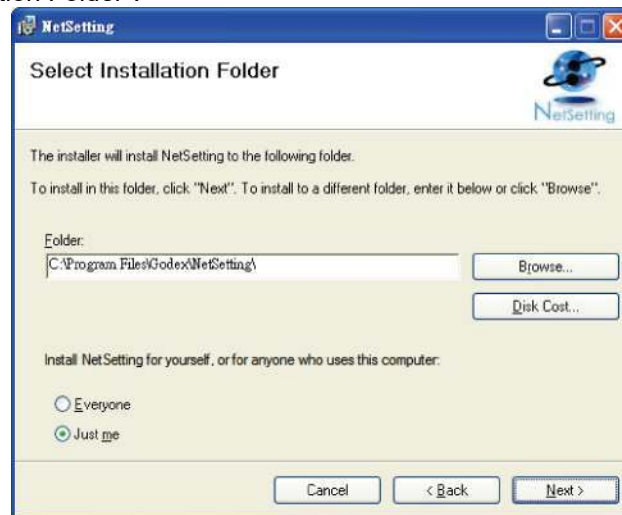 NetSetting
Select Installation Folder
NetSetting
The installer will install NetSetting to the following folder.
To install in this folder, click "Next". To install to a different folder, enter it below or click "Browse".
Folder:
C:\Program Files\Godex\NetSetting\
Browse...
Disk Cost...
Install NetSetting for yourself, or for anyone who uses this computer:
Everyone
Just me
Cancel
< Back
Next >